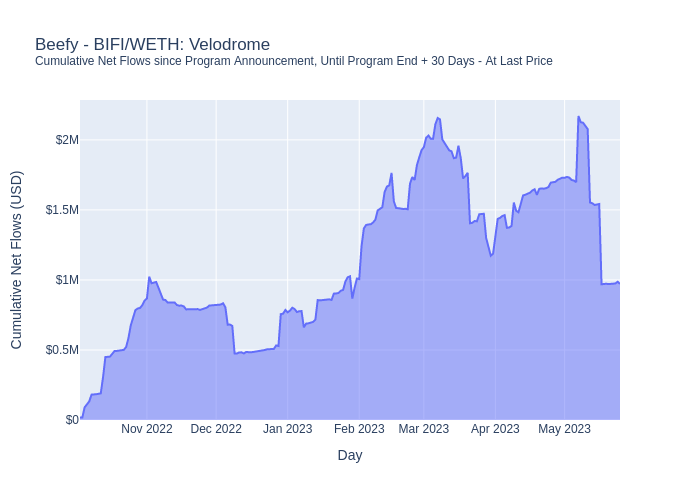 Beefy - BIFI/WETH: Velodrome
Cumulative Net Flows since Program Announcement, Until Program End + 30 Days - At Last Price
Cumulative Net Flows (USD)
$2M
$1.5M
$1M
$0.5M
$0
Nov 2022 Dec 2022 Jan 2023 Feb 2023 Mar 2023 Apr 2023 May 2023
Day